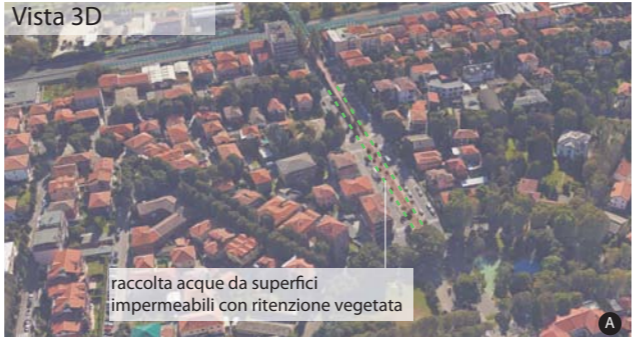 Vista 3D
raccolta acque da superfici
impermeabili con ritenzione vegetata
A